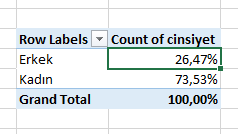 Row Labels Count of cinsiyet
Erkek 26,47%
Kadın 73,53%
Grand Total 100,00%